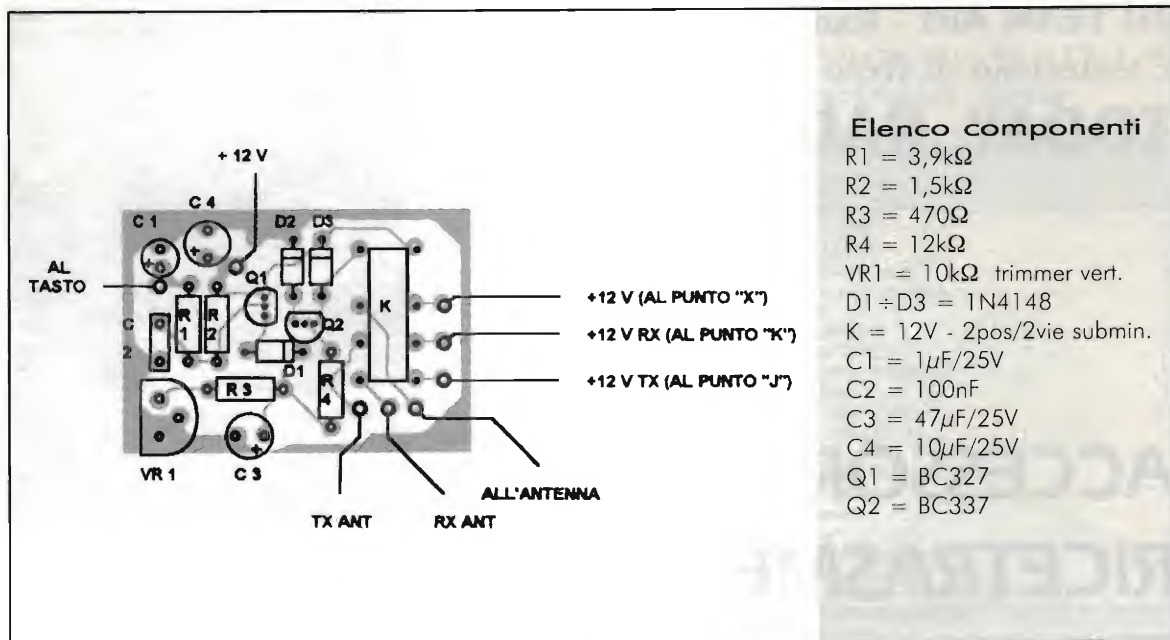 + 12 V
C 4
C 1
D2
D3
AL
TASTO
Q1
R
1
R
2
C
2
Q2
K
D1
R 3
R
4
VR 1
C 3
+12 V (AL PUNTO "X")
+12 V RX (AL PUNTO "K")
+12 V TX (AL PUNTO "J")
ALL'ANTENNA
TX ANT
RX ANT
Elenco componenti
R1 = 3,9kΩ
R2 = 1,5kΩ
R3 = 470Ω
R4 = 12kΩ
VR1 = 10kΩ trimmer vert.
D1÷D3 = 1N4148
K = 12V - 2pos/2vie submin.
C1 = 1µF/25V
C2 = 100nF
C3 = 47µF/25V
C4 = 10µF/25V
Q1 = BC327
Q2 = BC337